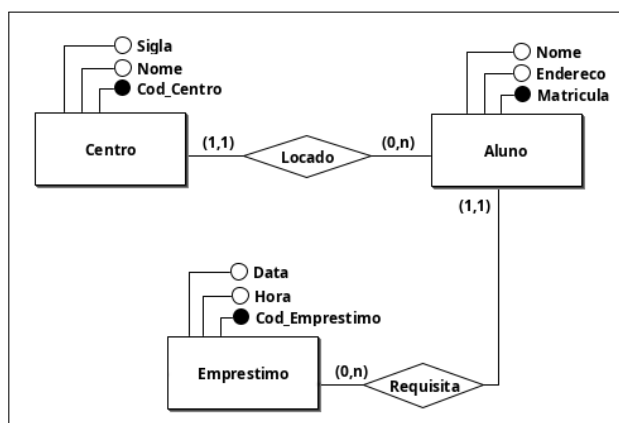 Sigla
Nome
Cod_Centro
Centro
(1,1)
Locado
(0,n)
Nome
Endereco
Matricula
Aluno
(1,1)
Data
Hora
Cod_Emprestimo
Emprestimo
(0,n)
Requisita